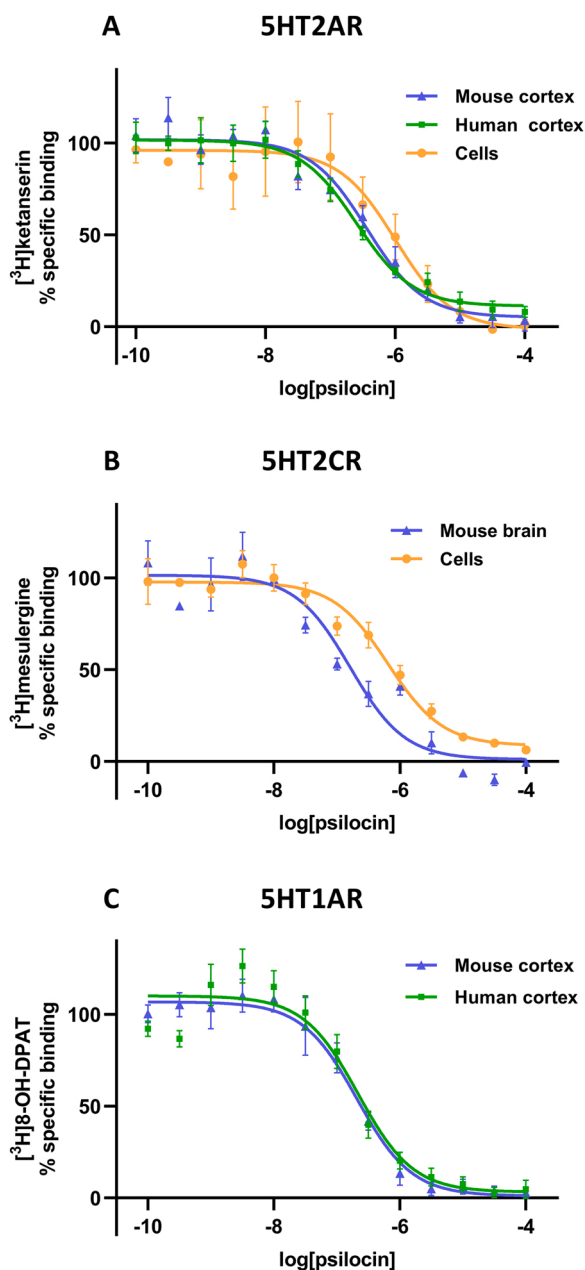 A
5HT2AR
Mouse cortex
Human cortex
Cells
[³H]ketanserin
% specific binding
100
50
0
-10
-8
-6
-4
log[psilocin]
B
5HT2CR
Mouse brain
Cells
[³H]mesulergine
% specific binding
100
50
0
-10
-8
-6
-4
log[psilocin]
C
5HT1AR
Mouse cortex
Human cortex
[³H]8-OH-DPAT
% specific binding
100
50
0
-10
-8
-6
-4
log[psilocin]